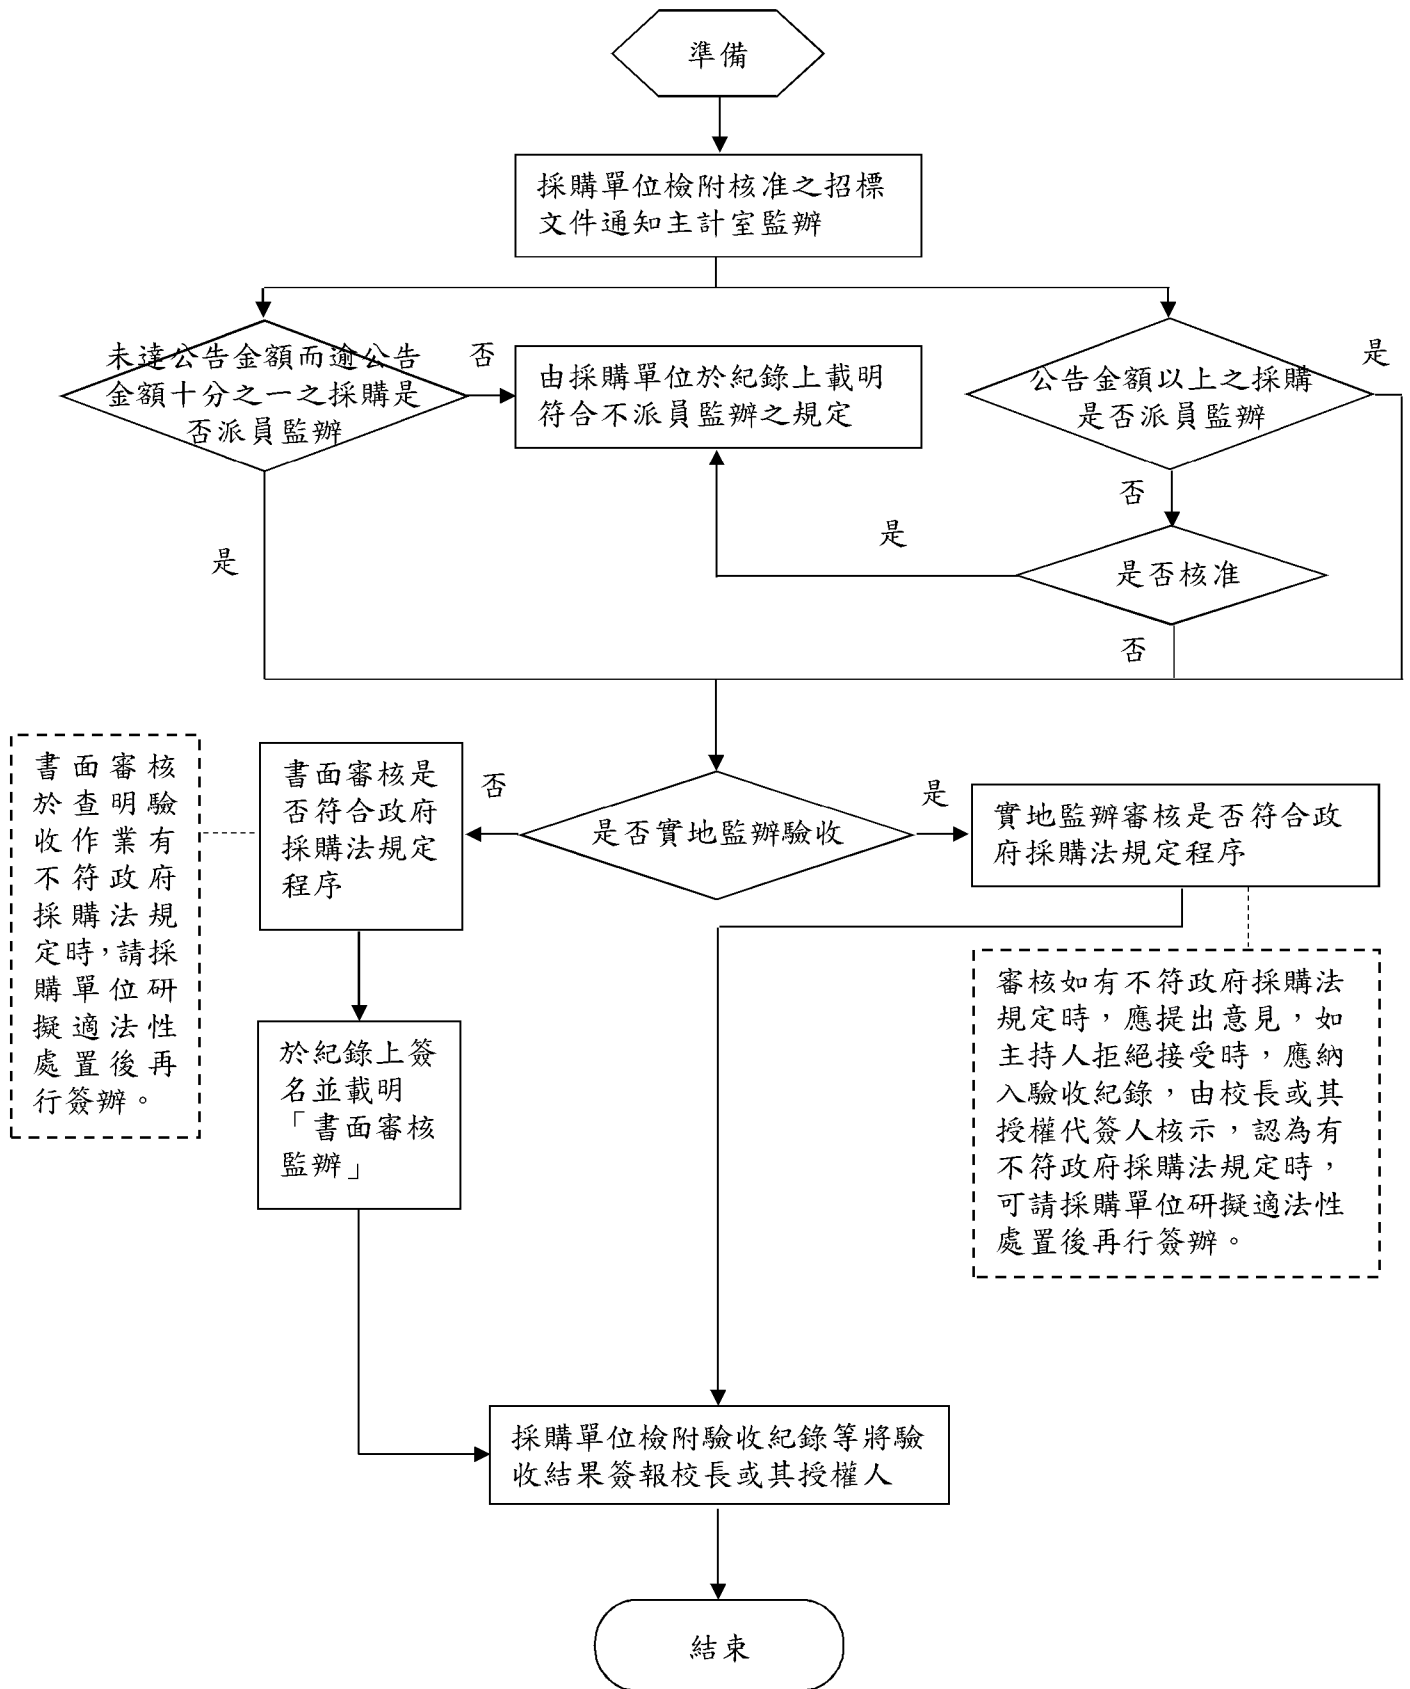 準備
採購單位檢附核准之招標
文件通知主計室監辦
未達公告金額而逾公告
金額十分之一之採購是
否派員監辦
否
由採購單位於紀錄上載明
符合不派員監辦之規定
公告金額以上之採購
是否派員監辦
是
否
是
是否核准
是
否
書面審核
於查明驗
收作業有
不符政府
採購法規
定時，請採
購單位研
擬適法性
處置後再
行簽辦。
書面審核是
否符合政府
採購法規定
程序
否
是否實地監辦驗收
是
實地監辦審核是否符合政
府採購法規定程序
於紀錄上簽
名並載明
「書面審核
監辦」
審核如有不符政府採購法
規定時，應提出意見，如
主持人拒絕接受時，應納
入驗收紀錄，由校長或其
授權代簽人核示，認為有
不符政府採購法規定時，
可請採購單位研擬適法性
處置後再行簽辦。
採購單位檢附驗收紀錄等將驗
收結果簽報校長或其授權人
結束